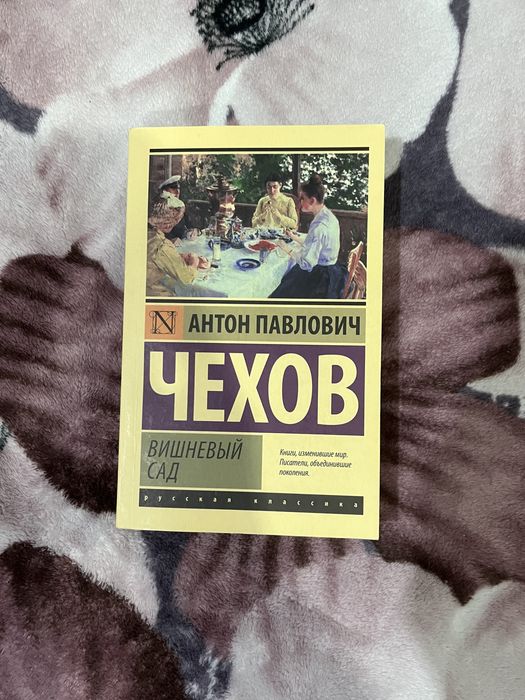 N
АНТОН ПАВЛОВИЧ
ЧЕХОВ
ВИШНЕВЫЙ
САД
Книги, изменившие мир.
Писатели, объединившие
поколения.
русская классика